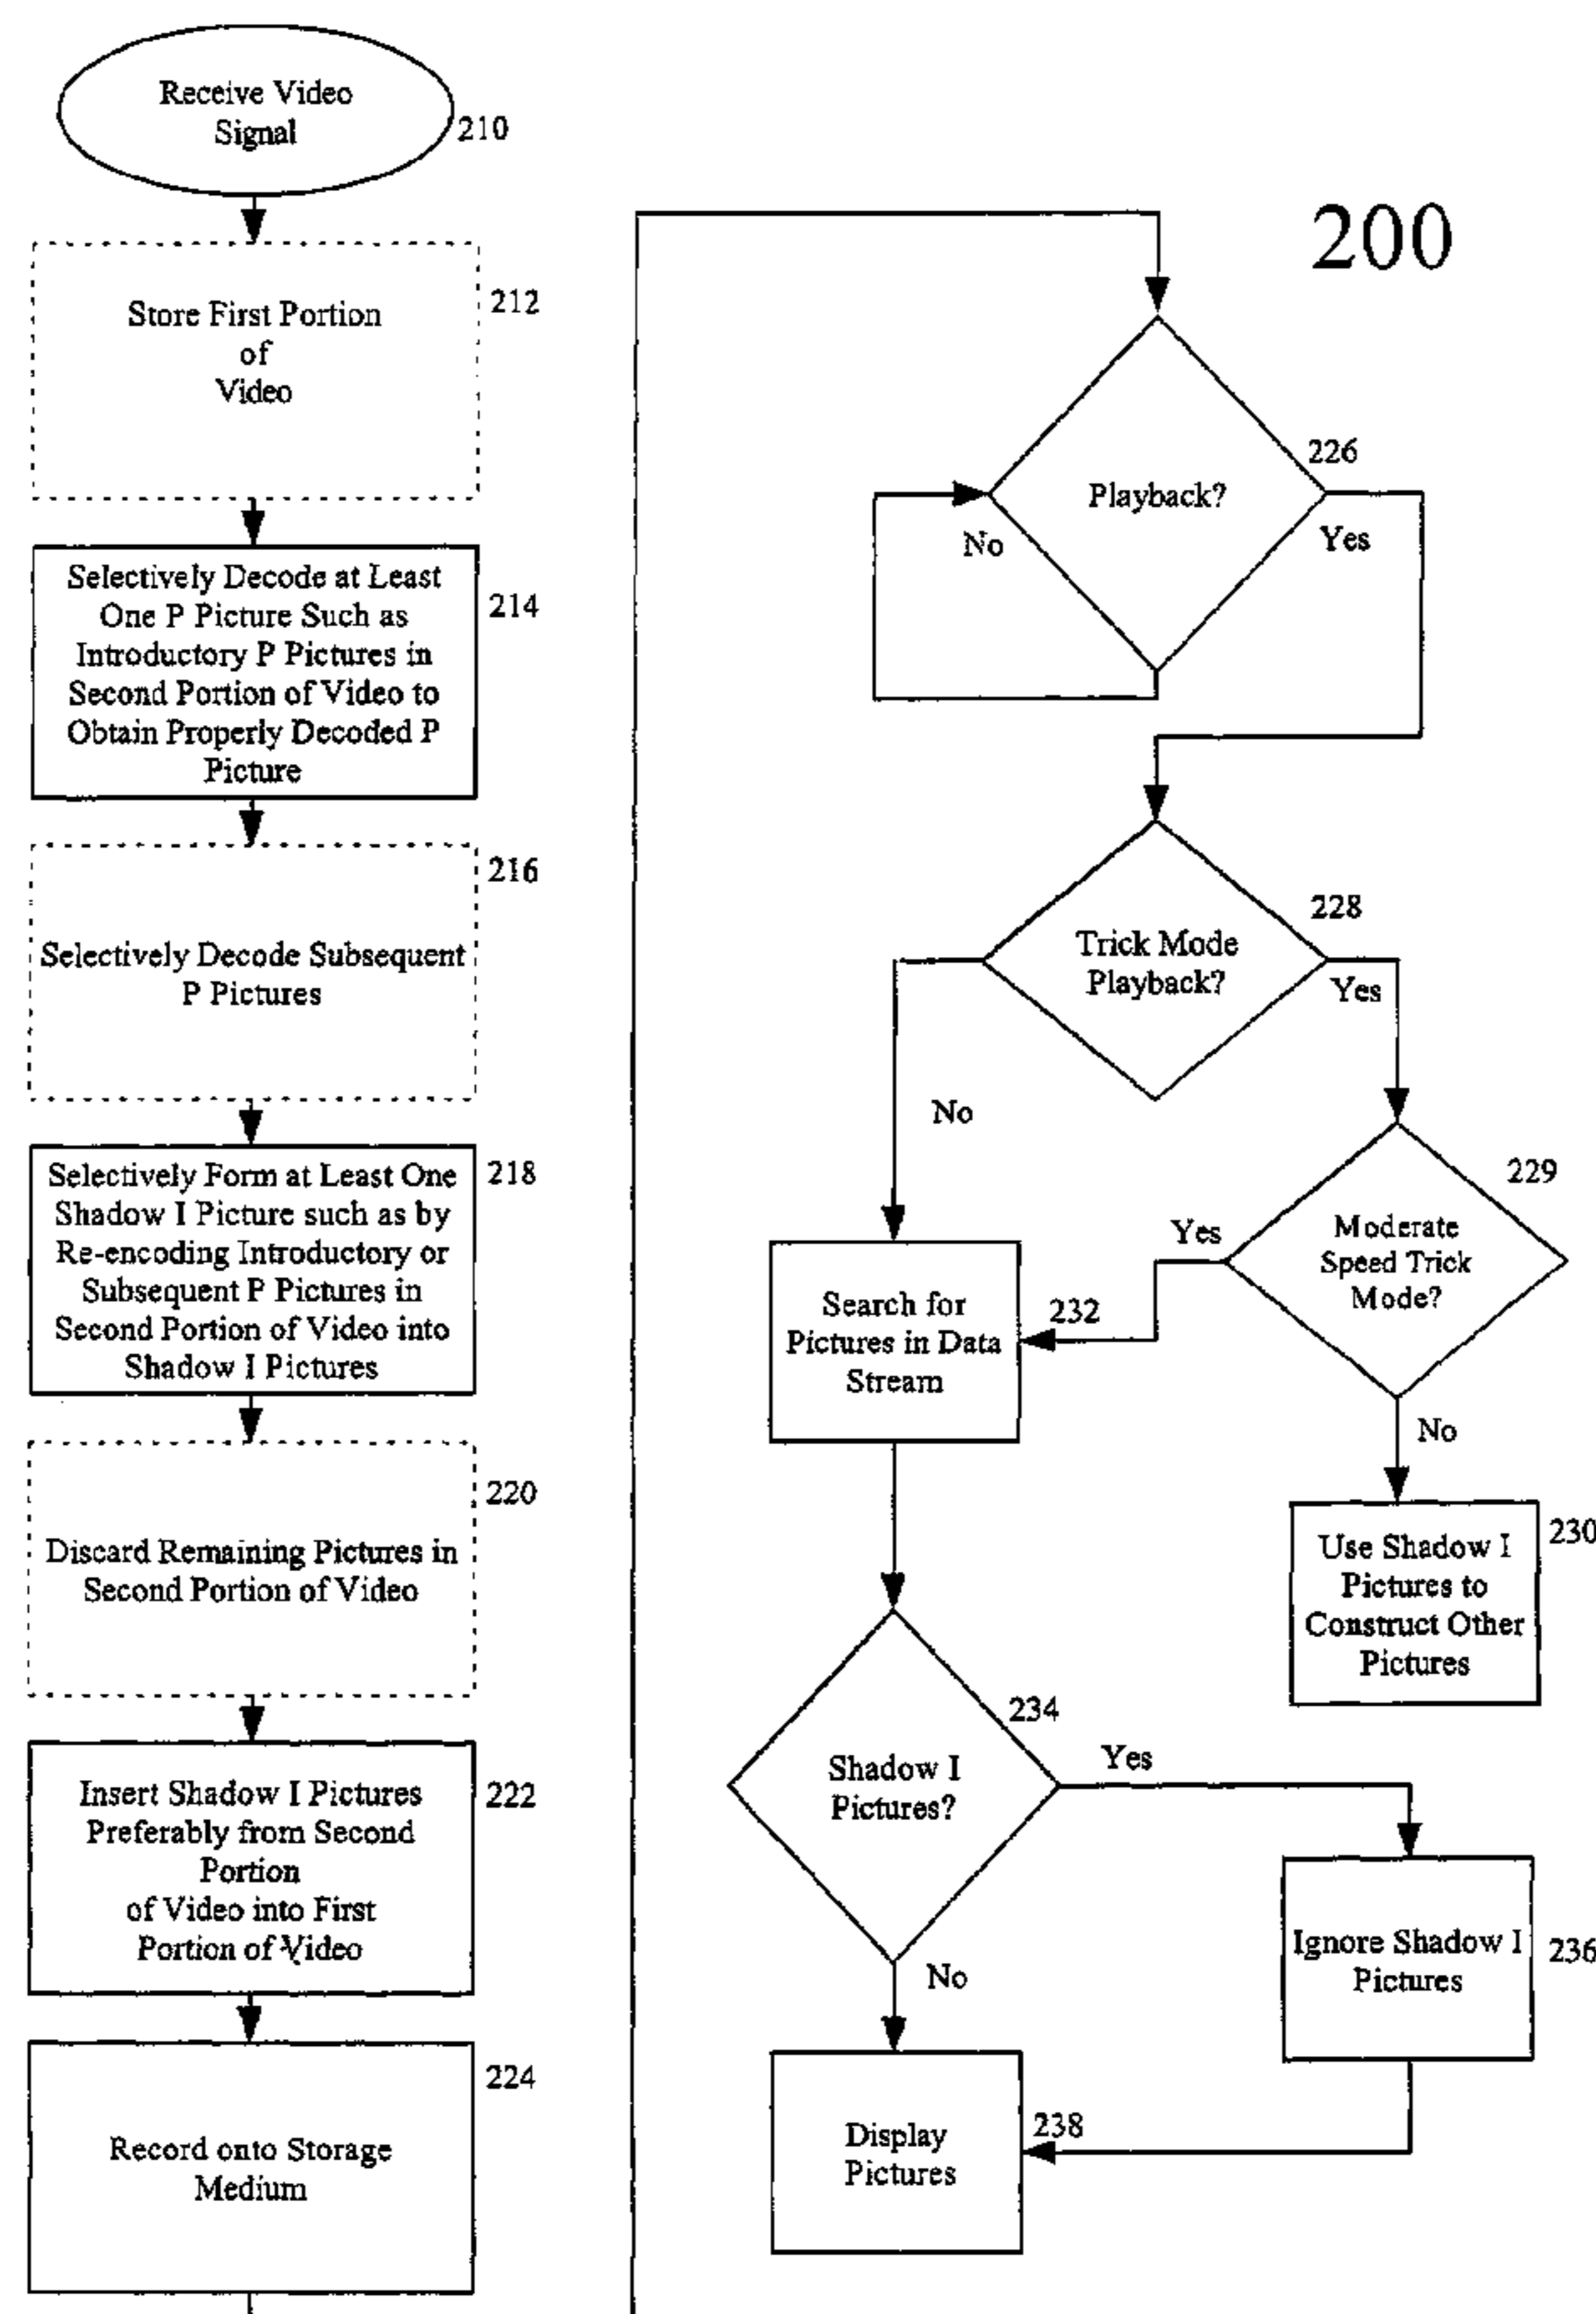 Receive Video
Signal
210
Store First Portion
of
Video
212
Selectively Decode at Least
One P Picture Such as
Introductory P Pictures in
Second Portion of Video to
Obtain Properly Decoded P
Picture
214
Selectively Decode Subsequent
P Pictures
216
Selectively Form at Least One
Shadow I Picture such as by
Re-encoding Introductory or
Subsequent P Pictures in
Second Portion of Video into
Shadow I Pictures
218
Discard Remaining Pictures in
Second Portion of Video
220
Insert Shadow I Pictures
Preferably from Second
Portion
of Video into First
Portion of Video
222
Record onto Storage
Medium
224
200
Playback?
226
No
Yes
Trick Mode
Playback?
228
Yes
No
Moderate
Speed Trick
Mode?
229
Yes
No
Search for
Pictures in Data
Stream
232
Use Shadow I
Pictures to
Construct Other
Pictures
230
Shadow I
Pictures?
234
Yes
No
Ignore Shadow I
Pictures
236
Display
Pictures
238